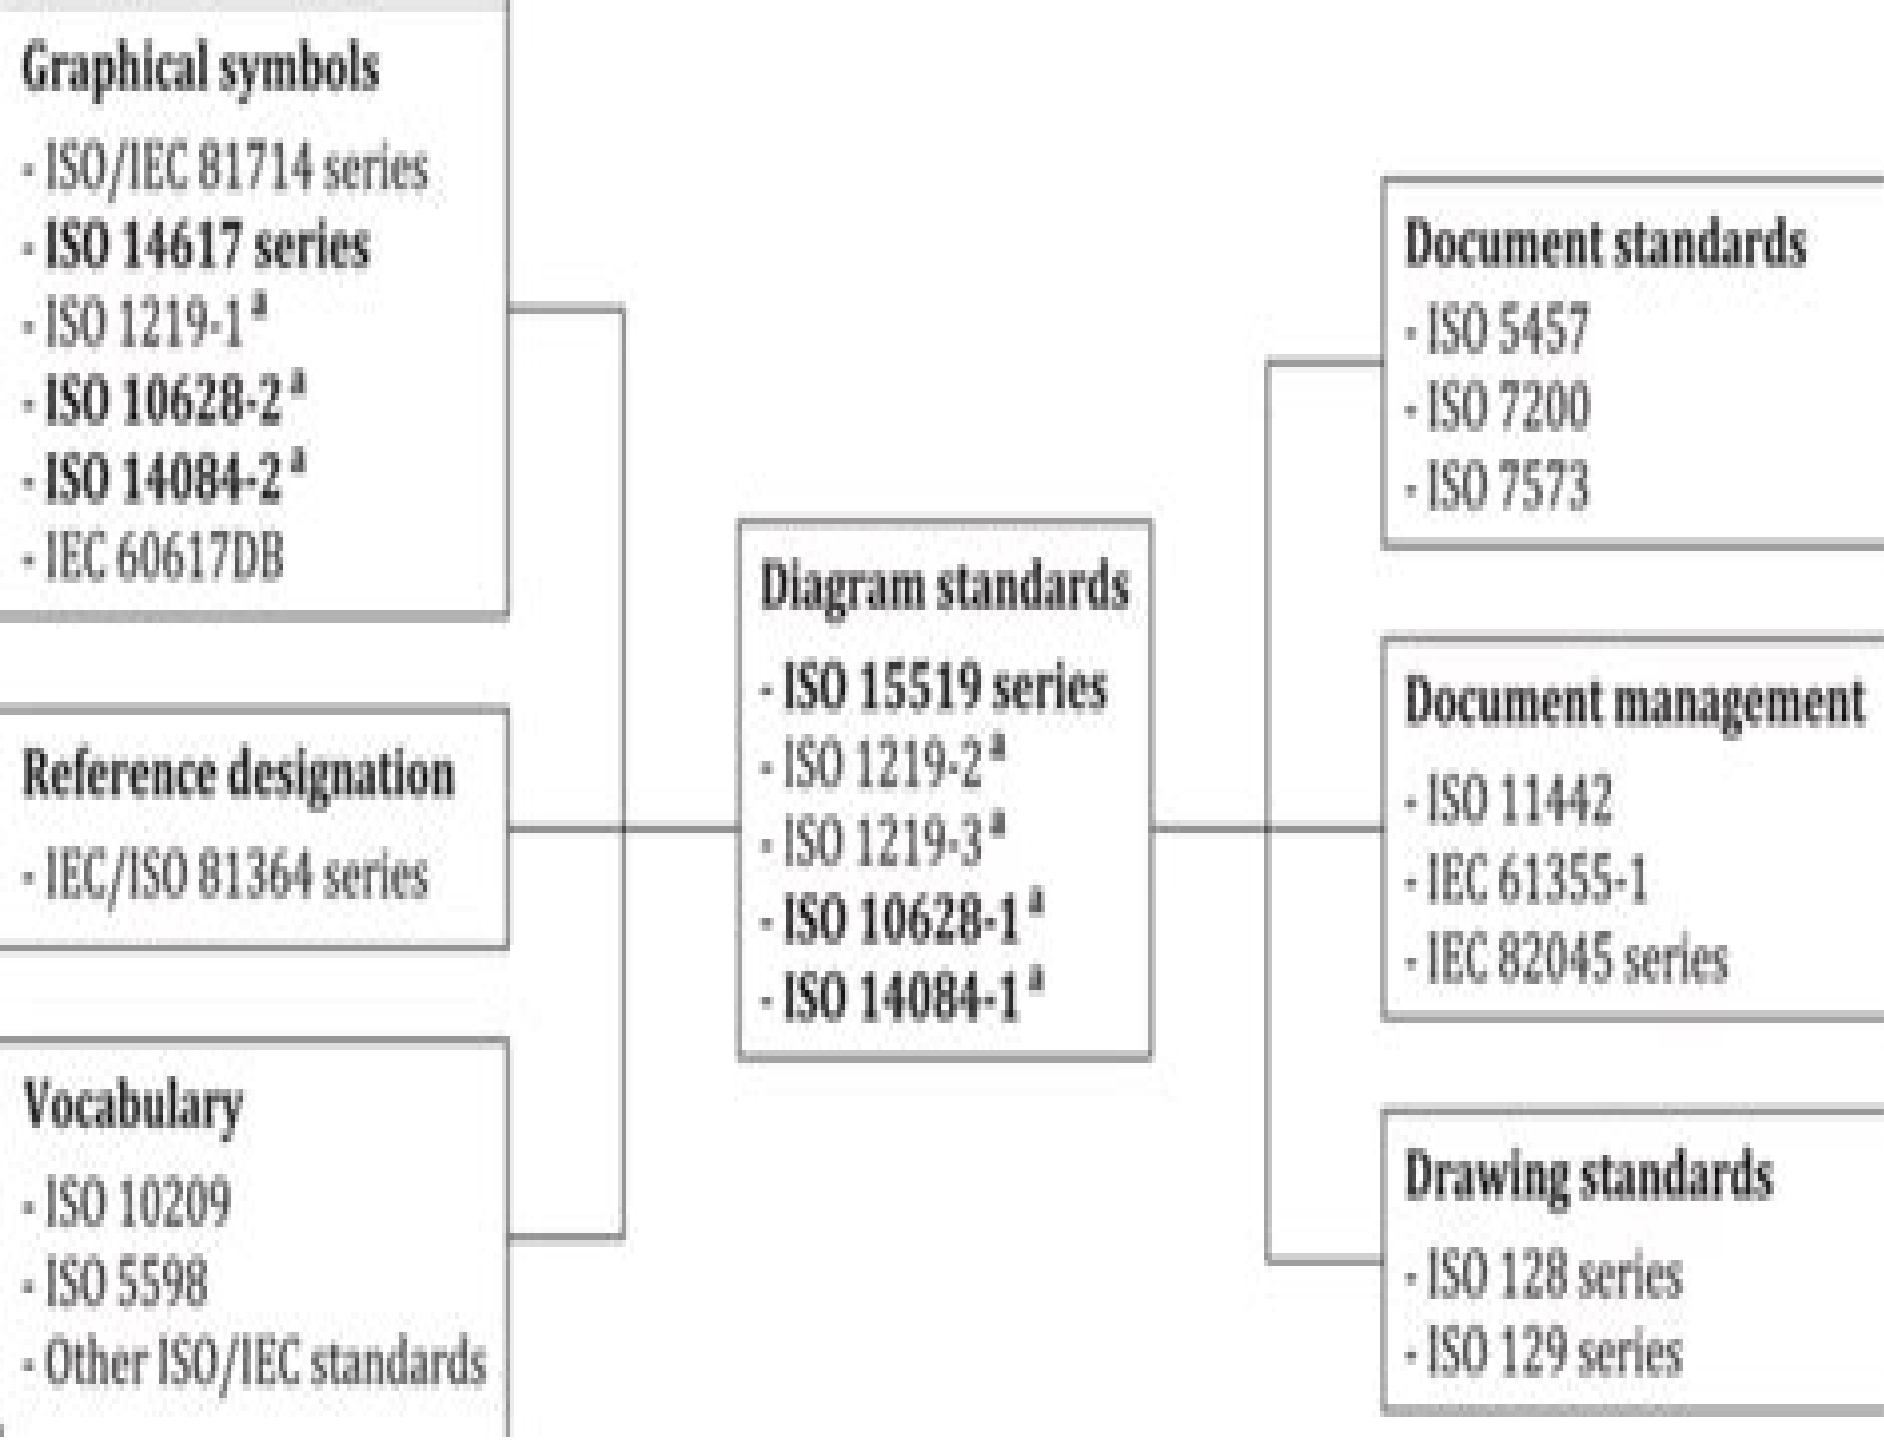 Graphical symbols
- ISO/IEC 81714 series
- ISO 14617 series
- ISO 1219-1 a
- ISO 10628-2 a
- ISO 14084-2 a
- IEC 60617DB
Reference designation
- IEC/ISO 81364 series
Vocabulary
- ISO 10209
- ISO 5598
- Other ISO/IEC standards
Diagram standards
- ISO 15519 series
- ISO 1219-2 a
- ISO 1219-3 a
- ISO 10628-1 a
- ISO 14084-1 a
Document standards
- ISO 5457
- ISO 7200
- ISO 7573
Document management
- ISO 11442
- IEC 61355-1
- IEC 82045 series
Drawing standards
- ISO 128 series
- ISO 129 series